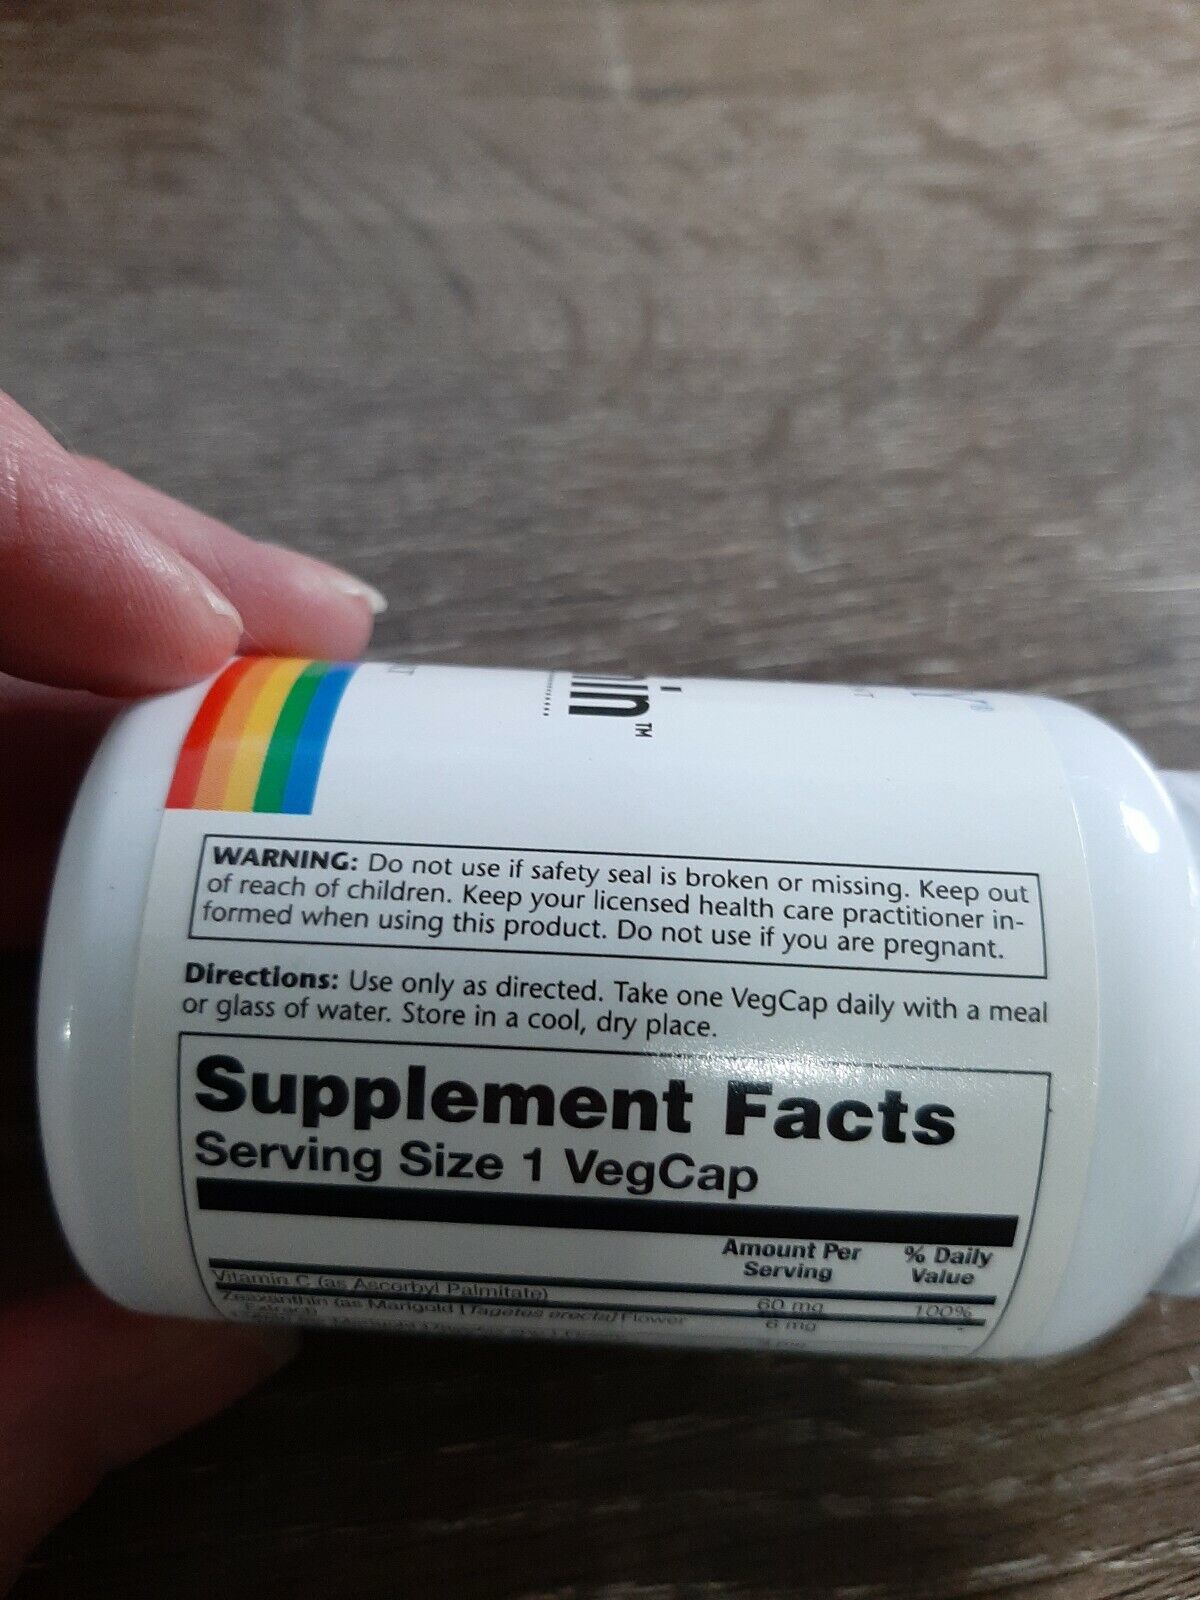 WARNING: Do not use if safety seal is broken or missing. Keep out
of reach of children. Keep your licensed health care practitioner in-
formed when using this product. Do not use if you are pregnant.
Directions: Use only as directed. Take one VegCap daily with a meal
or glass of water. Store in a cool, dry place.
Supplement Facts
Serving Size 1 VegCap
Amount Per
Serving
% Daily
Value
Vitamin C (as Ascorbyl Palmitate) 60 mg 100%
Zeaxanthin (as Marigold [Tagetes erecta] Flower 6 mg
Extract)
TM